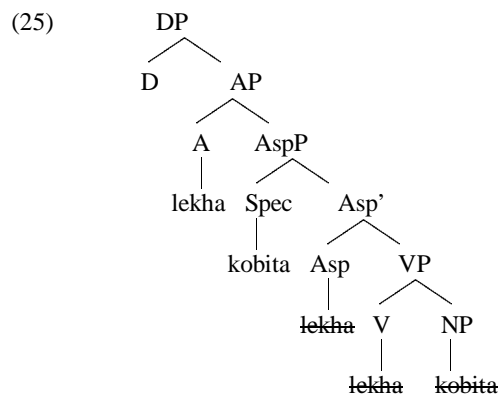 (25) DP
D AP
A AspP
lekha Spec Asp’
kobita Asp VP
lekha V NP
lekha kobita